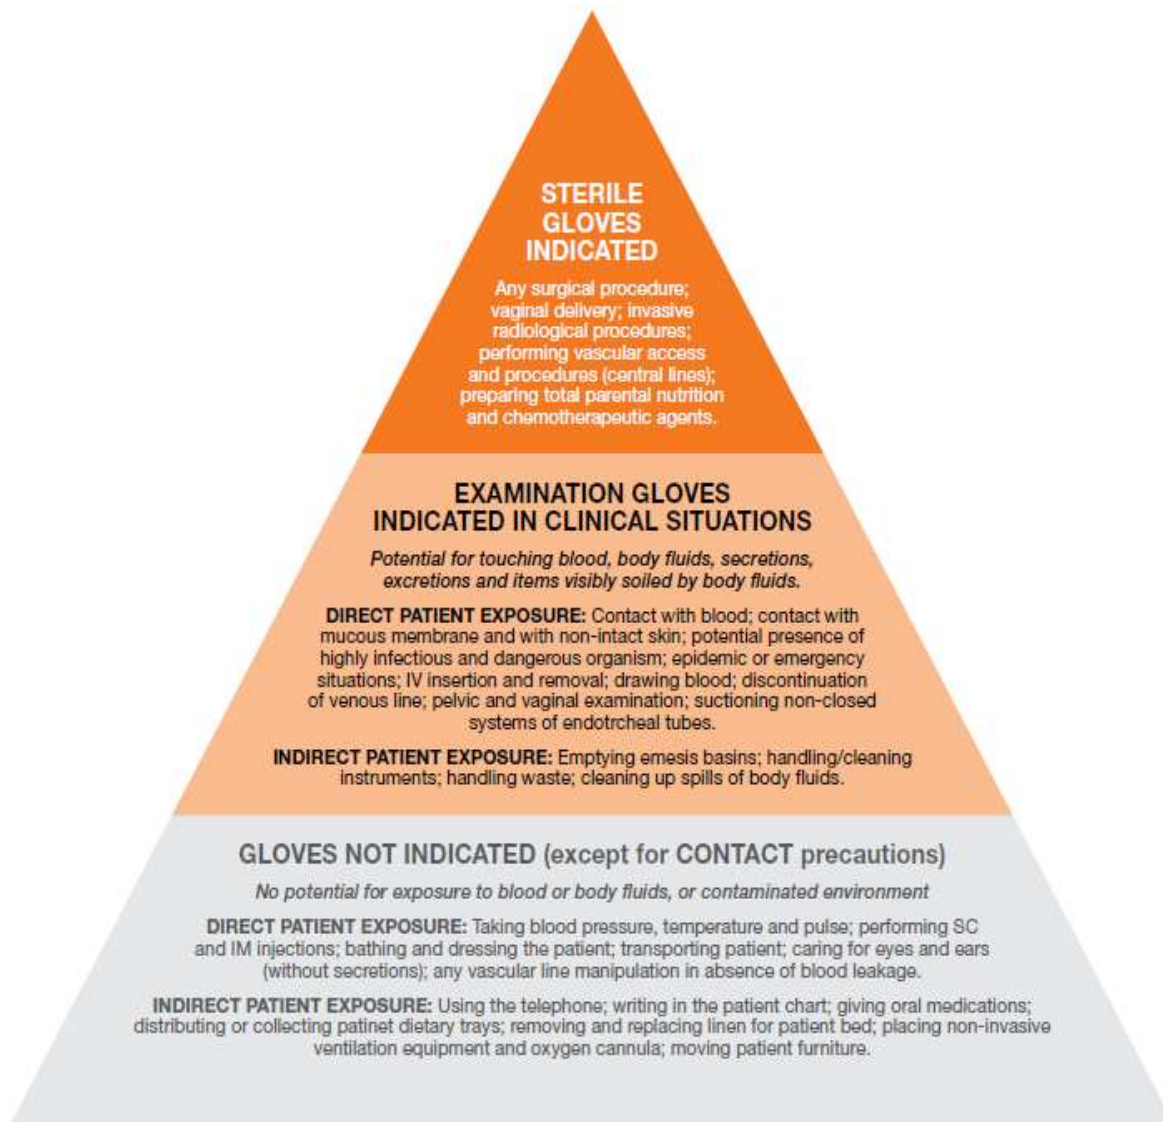 STERILE
GLOVES
INDICATED
Any surgical procedure;
vaginal delivery; invasive
radiological procedures;
performing vascular access
and procedures (central lines);
preparing total parental nutrition
and chemotherapeutic agents.
EXAMINATION GLOVES
INDICATED IN CLINICAL SITUATIONS
Potential for touching blood, body fluids, secretions,
excretions and items visibly soiled by body fluids.
DIRECT PATIENT EXPOSURE: Contact with blood; contact with
mucous membrane and with non-intact skin; potential presence of
highly infectious and dangerous organism; epidemic or emergency
situations; IV insertion and removal; drawing blood; discontinuation
of venous line; pelvic and vaginal examination; suctioning non-closed
systems of endotrcheal tubes.
INDIRECT PATIENT EXPOSURE: Emptying emesis basins; handling/cleaning
instruments; handling waste; cleaning up spills of body fluids.
GLOVES NOT INDICATED (except for CONTACT precautions)
No potential for exposure to blood or body fluids, or contaminated environment
DIRECT PATIENT EXPOSURE: Taking blood pressure, temperature and pulse; performing SC
and IM injections; bathing and dressing the patient; transporting patient; caring for eyes and ears
(without secretions); any vascular line manipulation in absence of blood leakage.
INDIRECT PATIENT EXPOSURE: Using the telephone; writing in the patient chart; giving oral medications;
distributing or collecting patinet dietary trays; removing and replacing linen for patient bed; placing non-invasive
ventilation equipment and oxygen cannula; moving patient furniture.